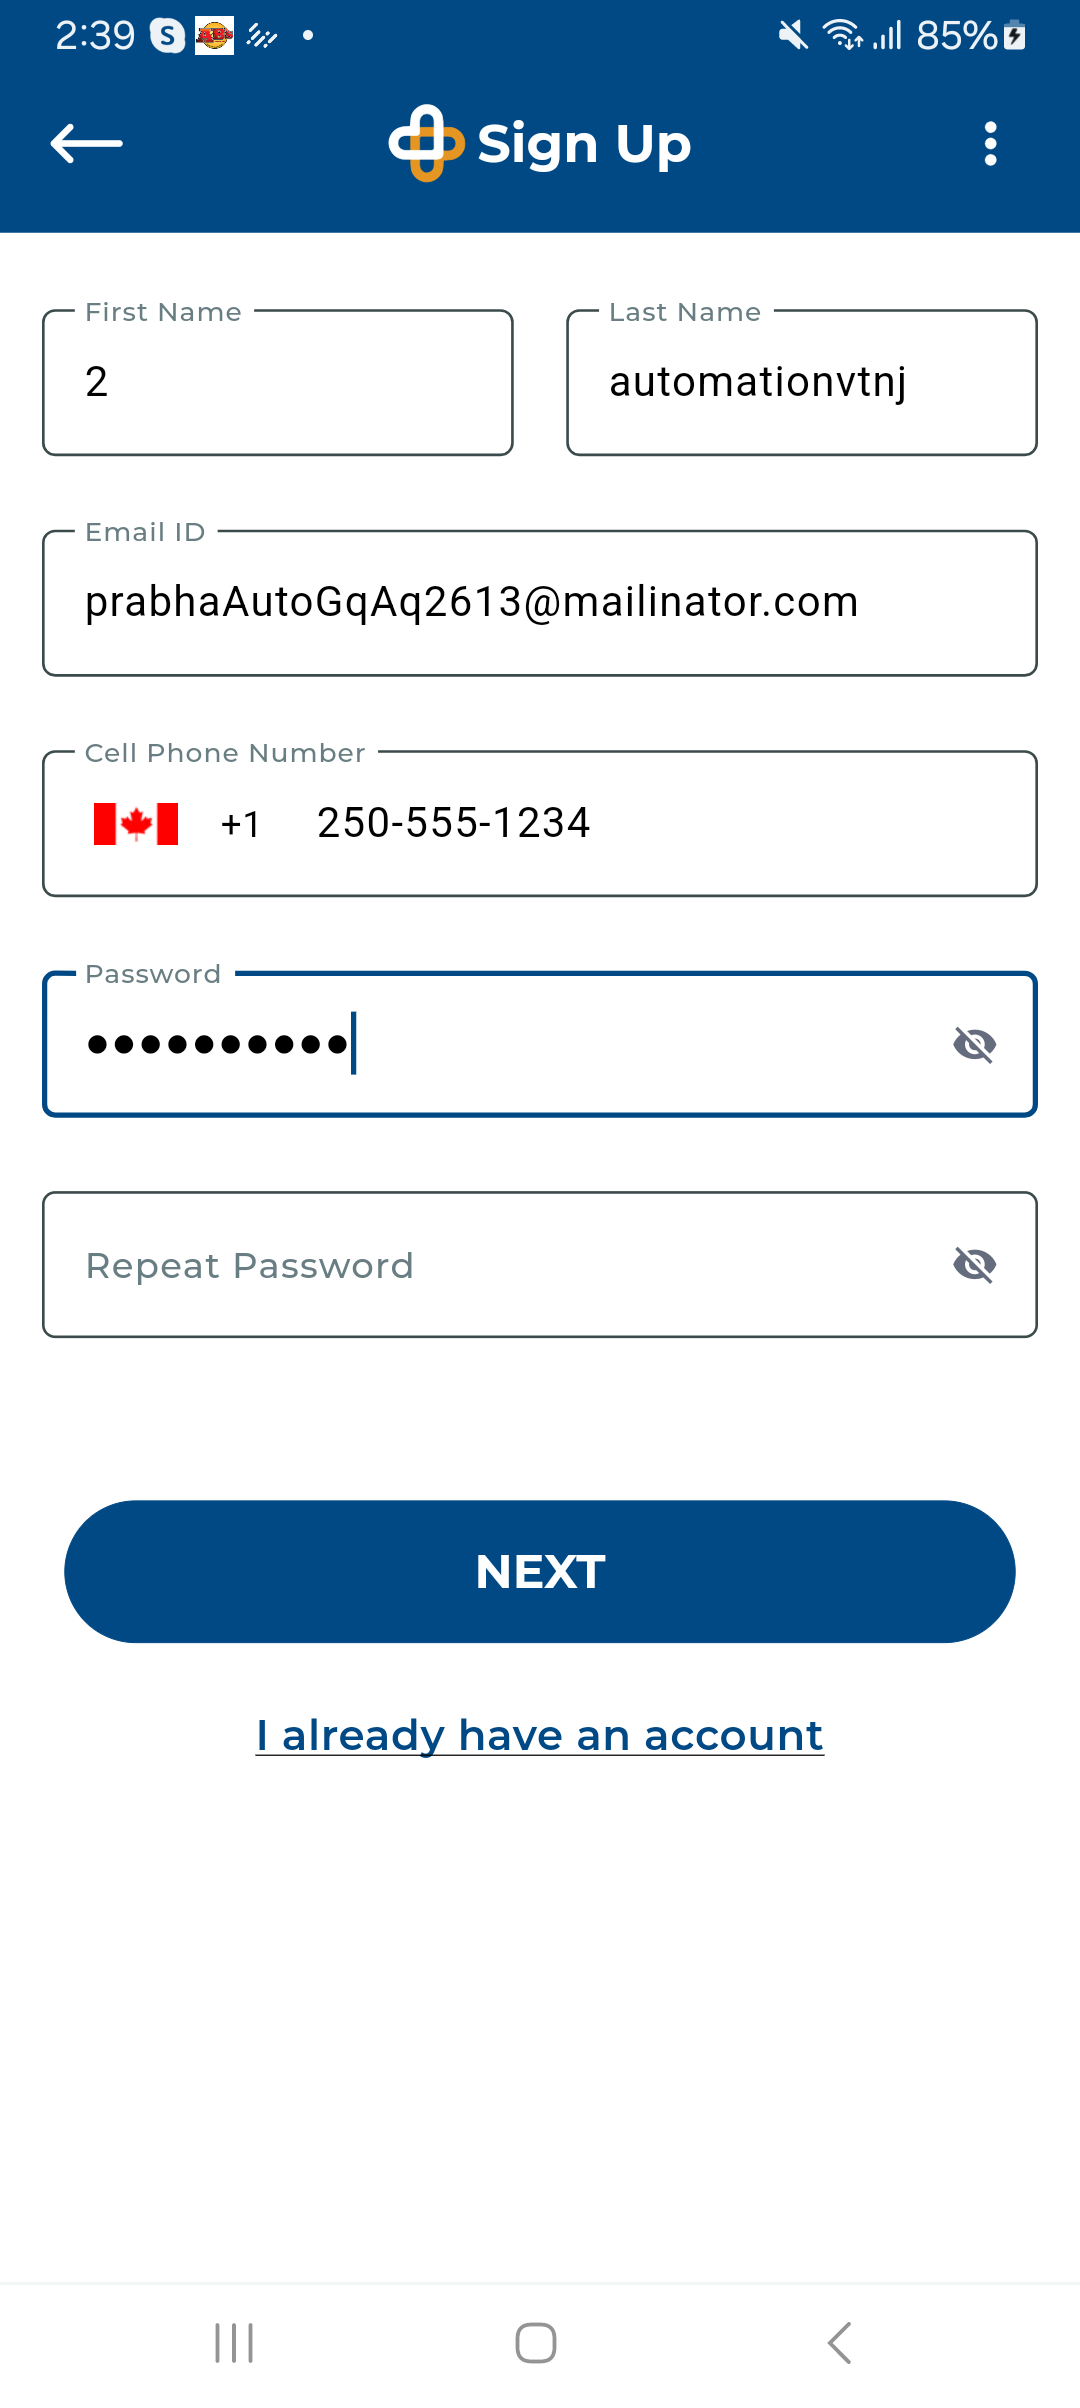 2:39 S 85%
Sign Up
First Name
2
Last Name
automationvtnj
Email ID
prabhaAutoGqAq2613@mailinator.com
Cell Phone Number
+1 250-555-1234
Password
••••••••••
Repeat Password
NEXT
I already have an account